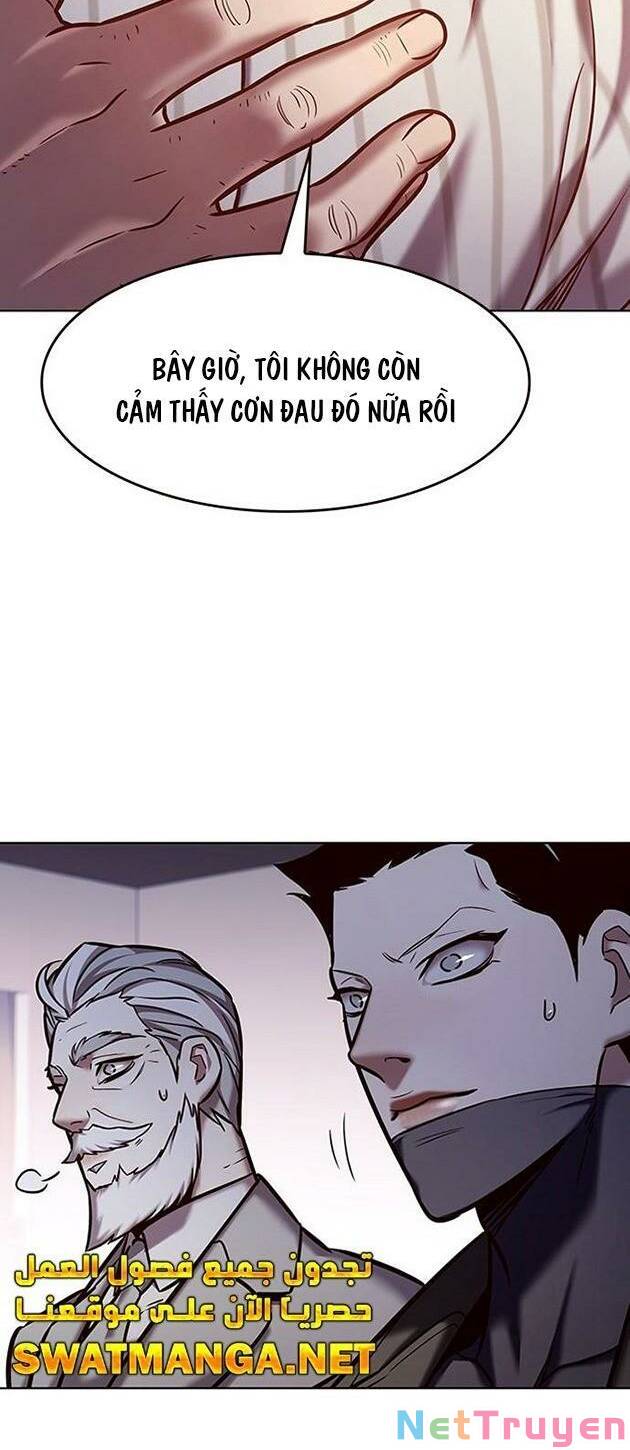 BÂY GIỜ, TÔI KHÔNG CÒN
CẢM THẤY CƠN ĐAU ĐÓ NỮA RỒI
تجدون جميع فصول العمل
حصريا الآن على موقعنا
SWATMANGA.NET
NetTruyen